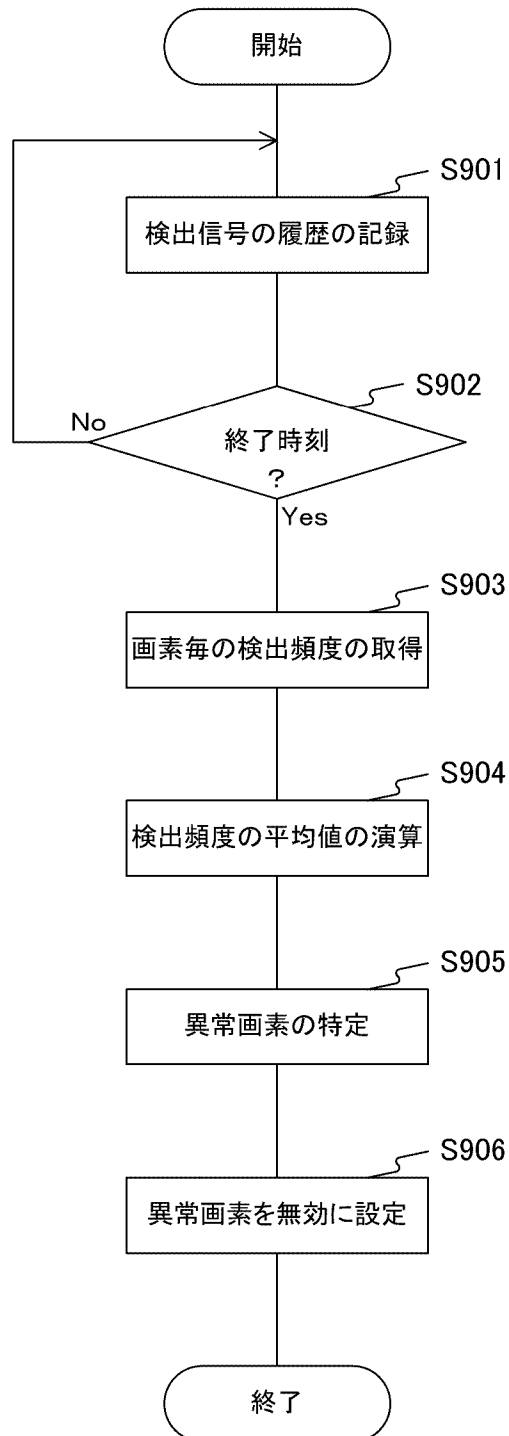 開始
S901
検出信号の履歴の記録
S902
No
終了時刻
?
Yes
S903
画素毎の検出頻度の取得
S904
検出頻度の平均値の演算
S905
異常画素の特定
S906
異常画素を無効に設定
終了